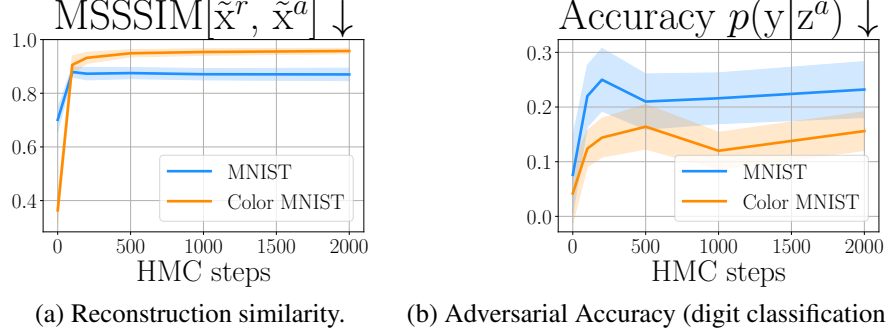 MSSSIM[x̃ʳ, x̃ᵃ] ↓
1.0
0.8
0.6
0.4
MNIST
Color MNIST
0 500 1000 1500 2000
HMC steps
(a) Reconstruction similarity.
Accuracy p(y|zᵃ) ↓
0.3
0.2
0.1
0.0
MNIST
Color MNIST
0 500 1000 1500 2000
HMC steps
(b) Adversarial Accuracy (digit classification